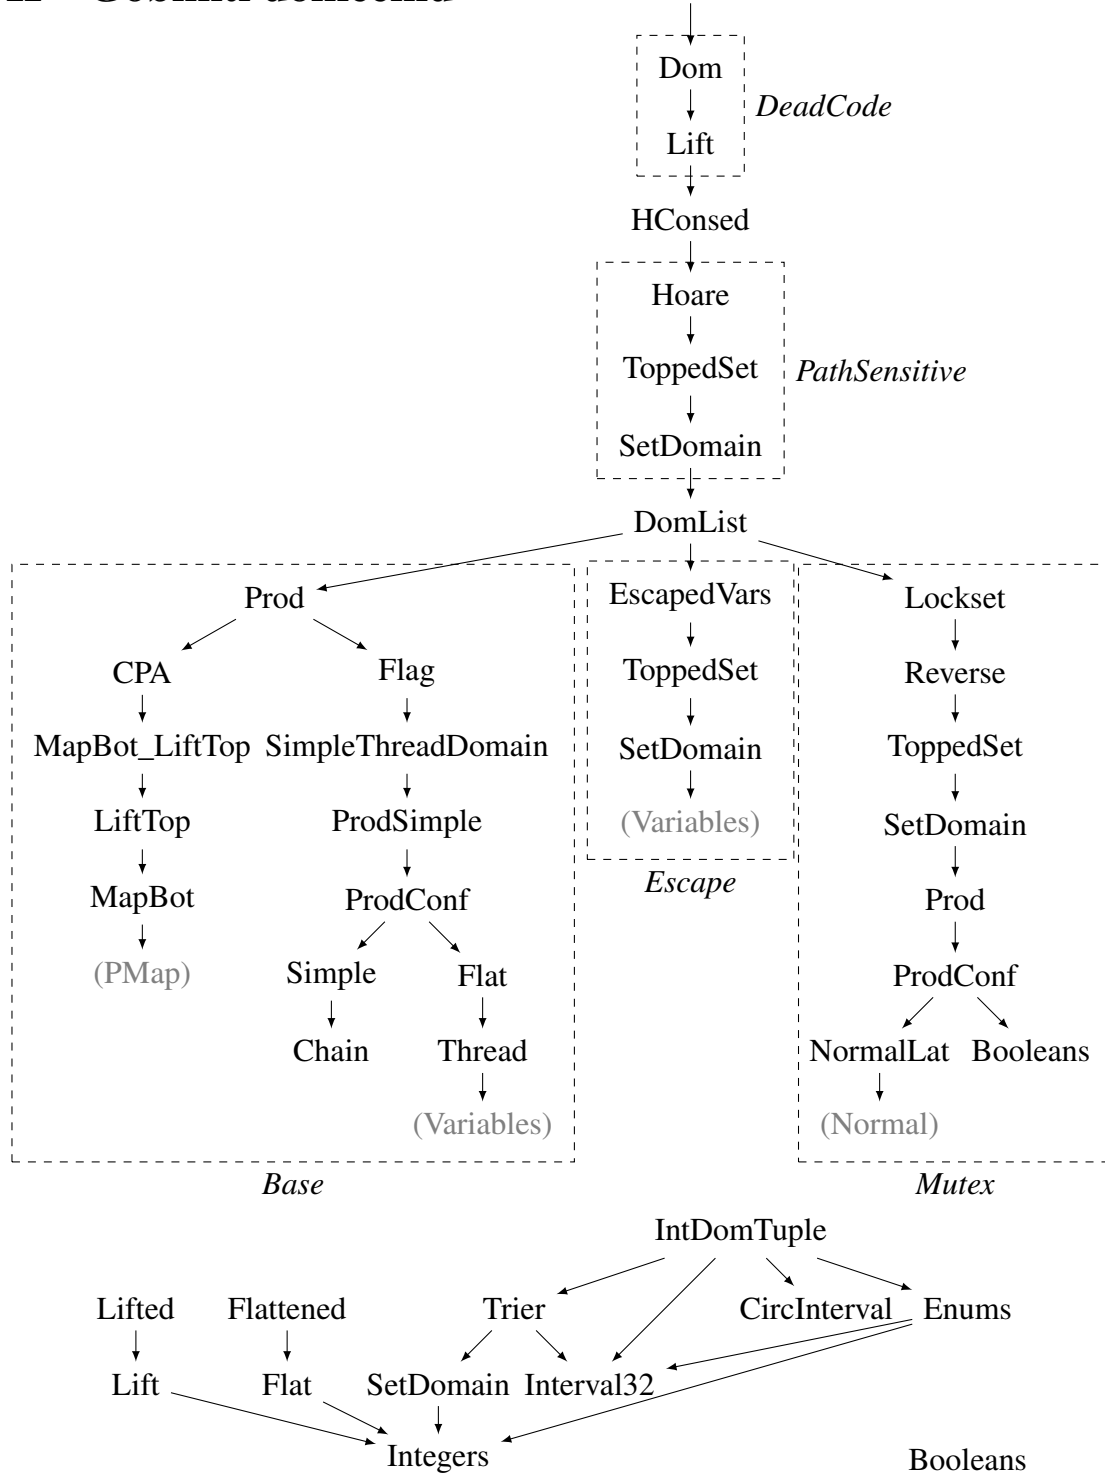 Dom
DeadCode
Lift
HConsed
Hoare
ToppedSet
PathSensitive
SetDomain
DomList
Prod
EscapedVars
Lockset
CPA
Flag
ToppedSet
Reverse
MapBot_LiftTop SimpleThreadDomain
SetDomain
ToppedSet
LiftTop
ProdSimple
(Variables)
SetDomain
Escape
MapBot
ProdConf
Prod
(PMap)
Simple
Flat
ProdConf
Chain
Thread
NormalLat Booleans
(Variables)
(Normal)
Base
Mutex
IntDomTuple
Lifted
Flattened
Trier
CircInterval
Enums
Lift
Flat
SetDomain Interval32
Integers
Booleans